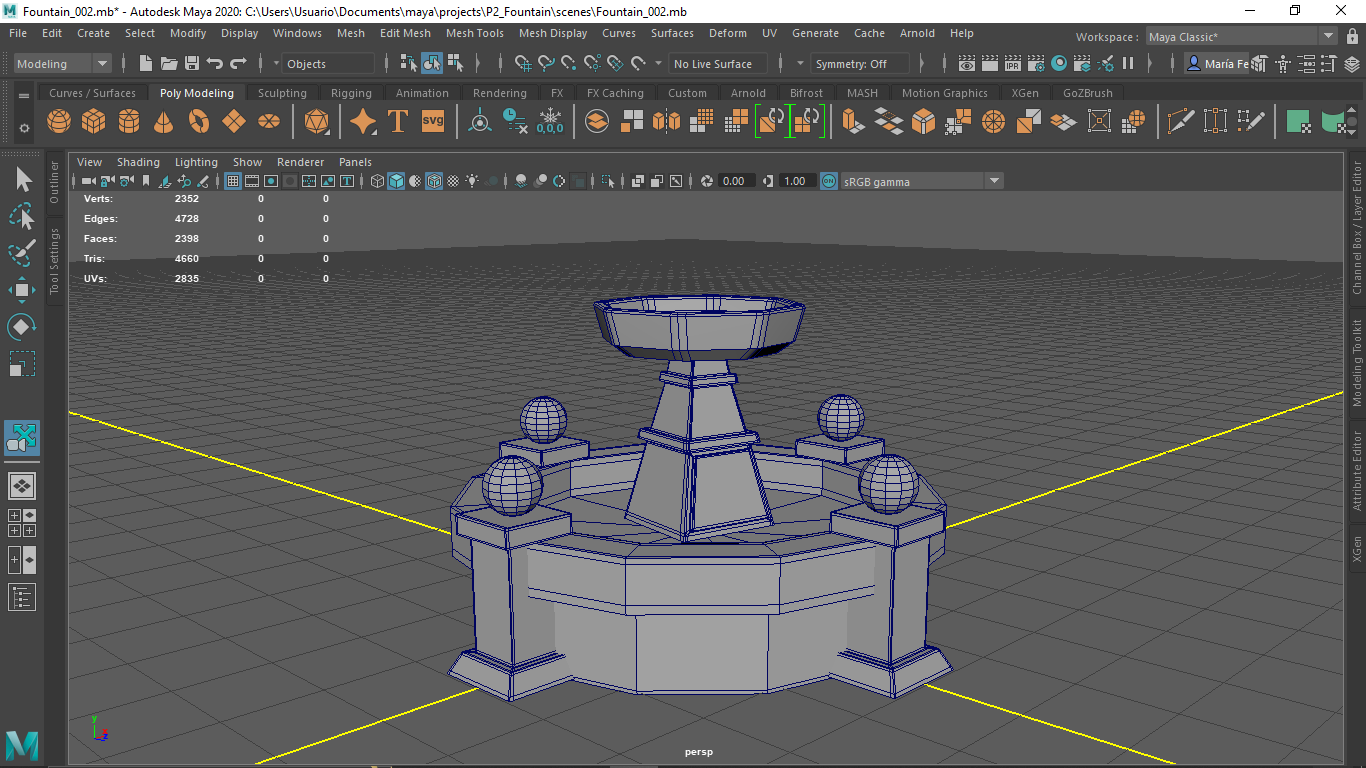 Fountain_002.mb* - Autodesk Maya 2020: C:\Users\Usuario\Documents\maya\projects\P2_Fountain\scenes\Fountain_002.mb
File Edit Create Select Modify Display Windows Mesh Edit Mesh Mesh Tools Mesh Display Curves Surfaces Deform UV Generate Cache Arnold Help
Workspace : Maya Classic*
Modeling Objects No Live Surface Symmetry: Off IPR María Fe
Curves / Surfaces Poly Modeling Sculpting Rigging Animation Rendering FX FX Caching Custom Arnold Bifrost MASH Motion Graphics XGen GoZBrush
T svg 0,0,0
View Shading Lighting Show Renderer Panels
0.00 1.00 ON sRGB gamma
Verts: 2352 0 0
Edges: 4728 0 0
Faces: 2398 0 0
Tris: 4660 0 0
UVs: 2835 0 0
Outliner
Tool Settings
Channel Box / Layer Editor
Modeling Toolkit
Attribute Editor
XGen
y
z
persp